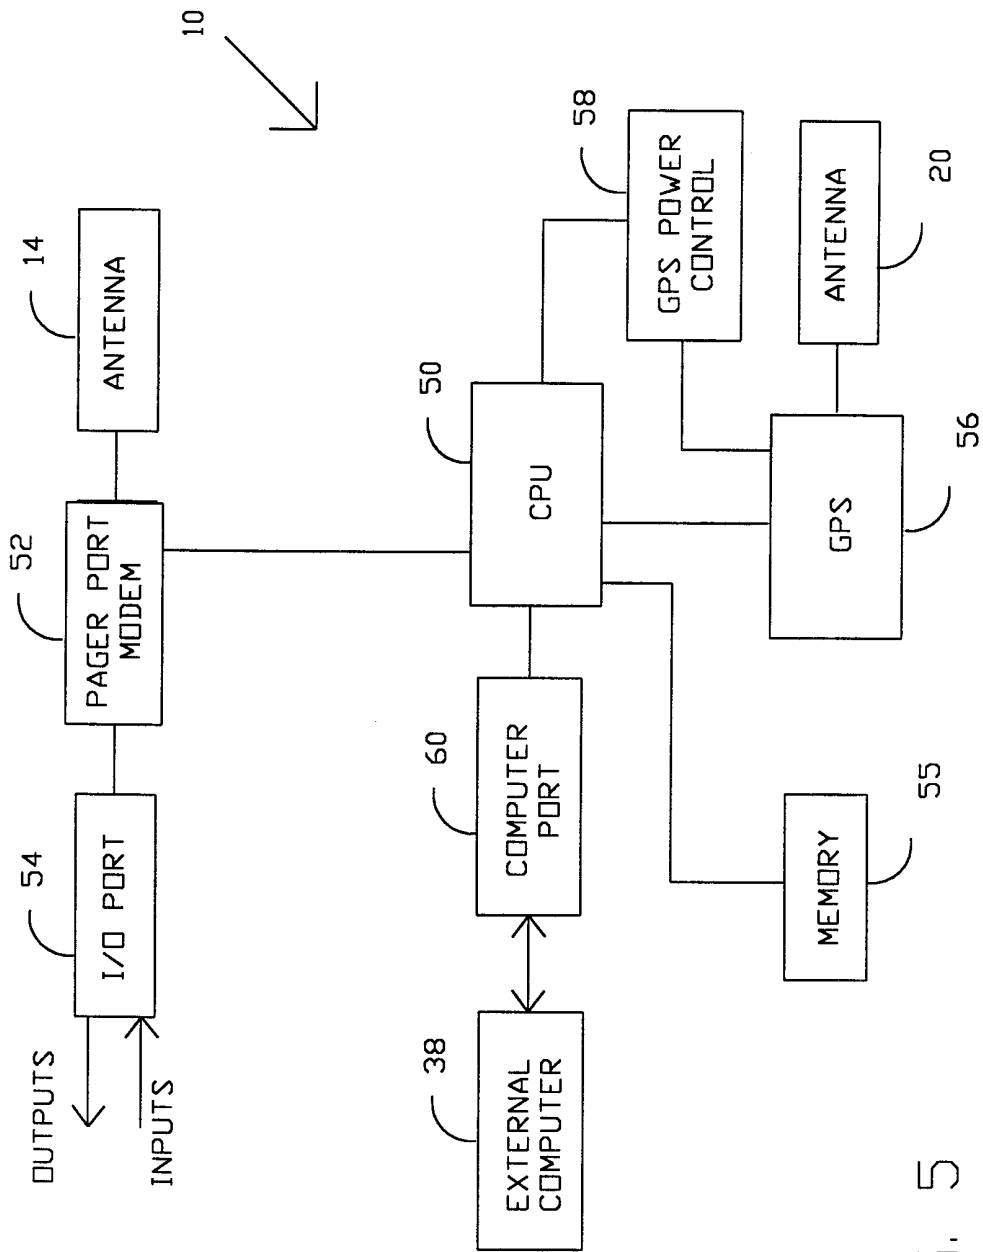 OUTPUTS
INPUTS
54
I/O PORT
52
PAGER PORT
MODEM
14
ANTENNA
10
38
EXTERNAL
COMPUTER
60
COMPUTER
PORT
50
CPU
58
GPS POWER
CONTROL
MEMORY
55
GPS
56
ANTENNA
20
5